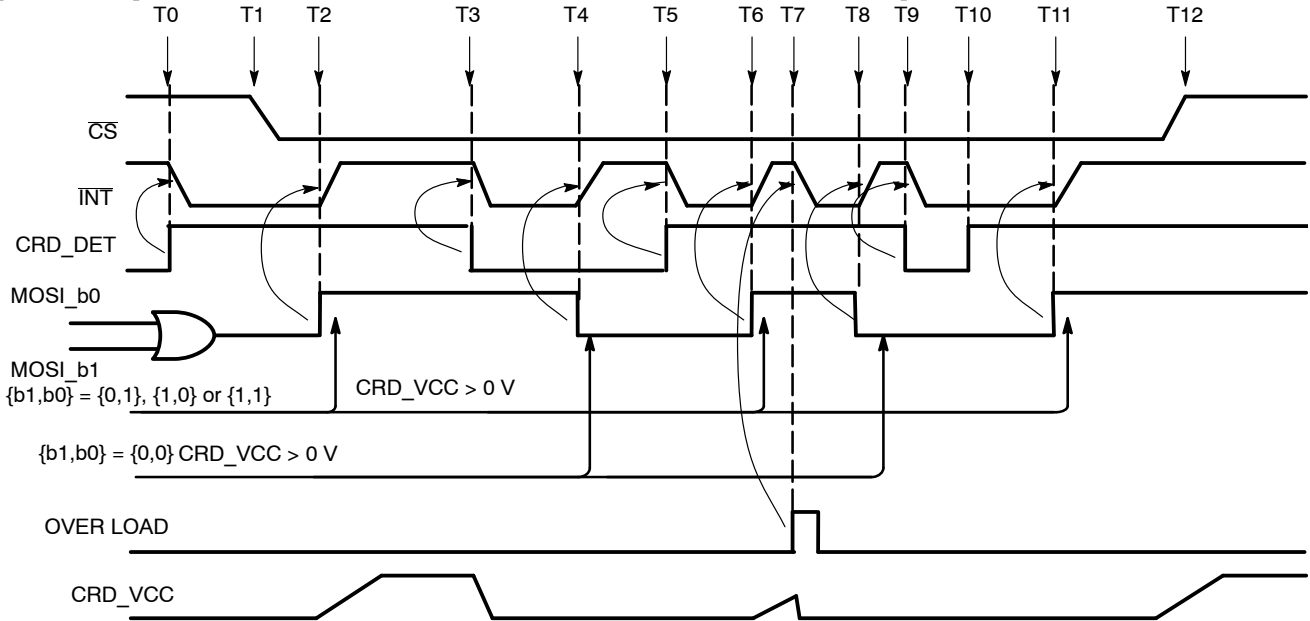 T0 T1 T2 T3 T4 T5 T6 T7 T8 T9 T10 T11 T12
CS
INT
CRD_DET
MOSI_b0
MOSI_b1
{b1,b0} = {0,1}, {1,0} or {1,1} CRD_VCC > 0 V
{b1,b0} = {0,0} CRD_VCC > 0 V
OVER LOAD
CRD_VCC